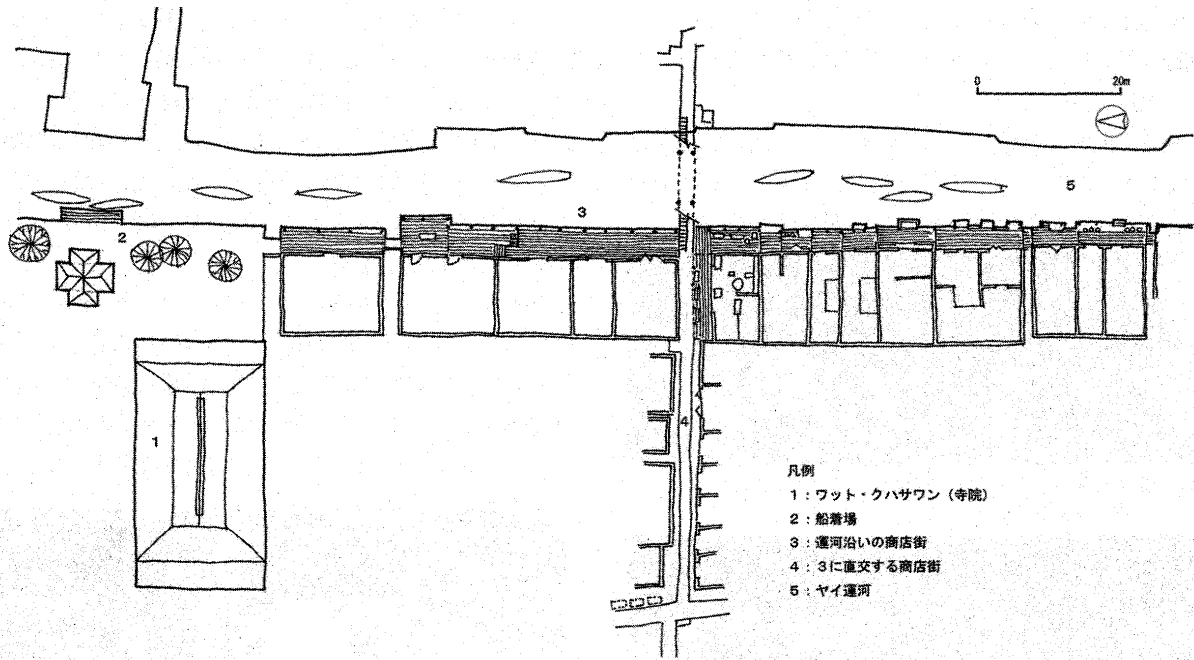 0 20m
3
5
2
1
4
凡例
1：ワット・クハサワン（寺院）
2：船着場
3：運河沿いの商店街
4：3に直交する商店街
5：ヤイ運河